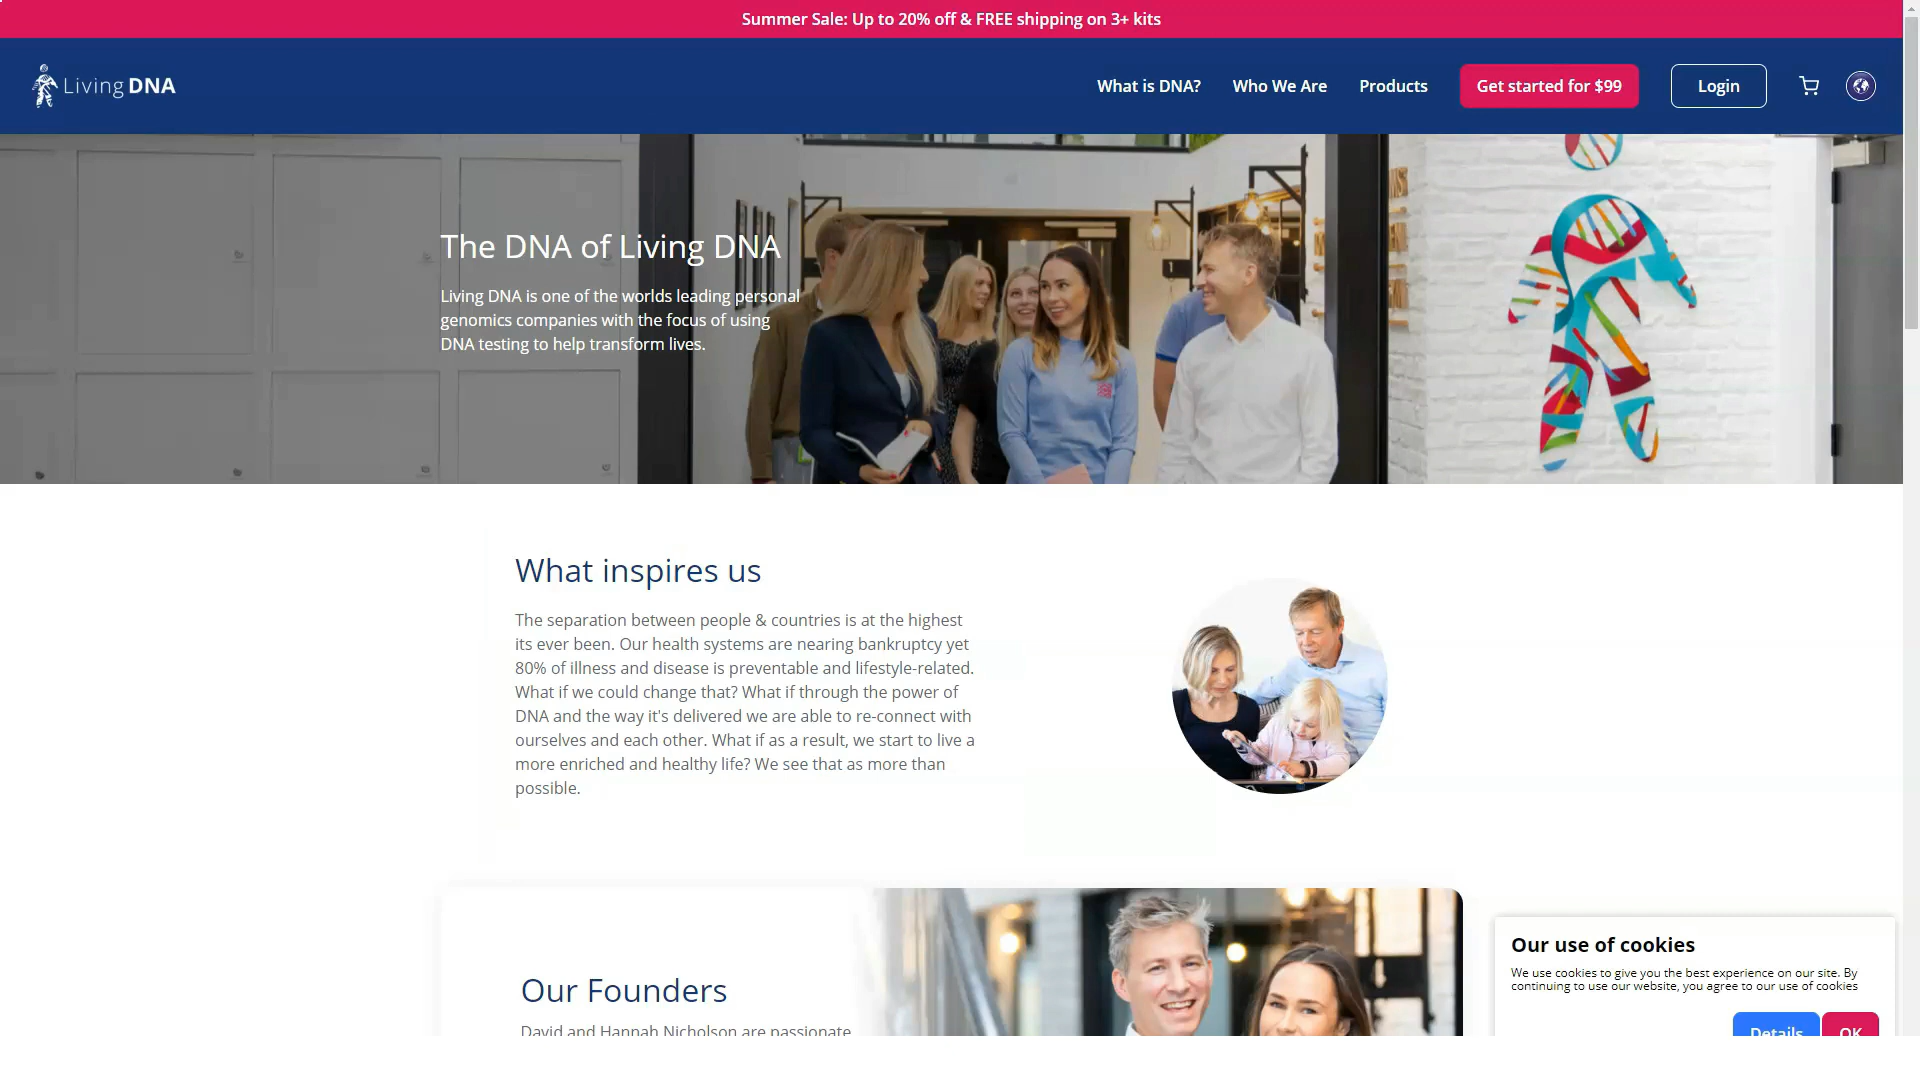 Summer Sale: Up to 20% off & FREE shipping on 3+ kits
Living DNA
What is DNA?
Who We Are
Products
Get started for $99
Login
The DNA of Living DNA
Living DNA is one of the worlds leading personal
genomics companies with the focus of using
DNA testing to help transform lives.
What inspires us
The separation between people & countries is at the highest
its ever been. Our health systems are nearing bankruptcy yet
80% of illness and disease is preventable and lifestyle-related.
What if we could change that? What if through the power of
DNA and the way it's delivered we are able to re-connect with
ourselves and each other. What if as a result, we start to live a
more enriched and healthy life? We see that as more than
possible.
Our Founders
David and Hannah Nicholson are passionate
Our use of cookies
We use cookies to give you the best experience on our site. By
continuing to use our website, you agree to our use of cookies
Details
OK